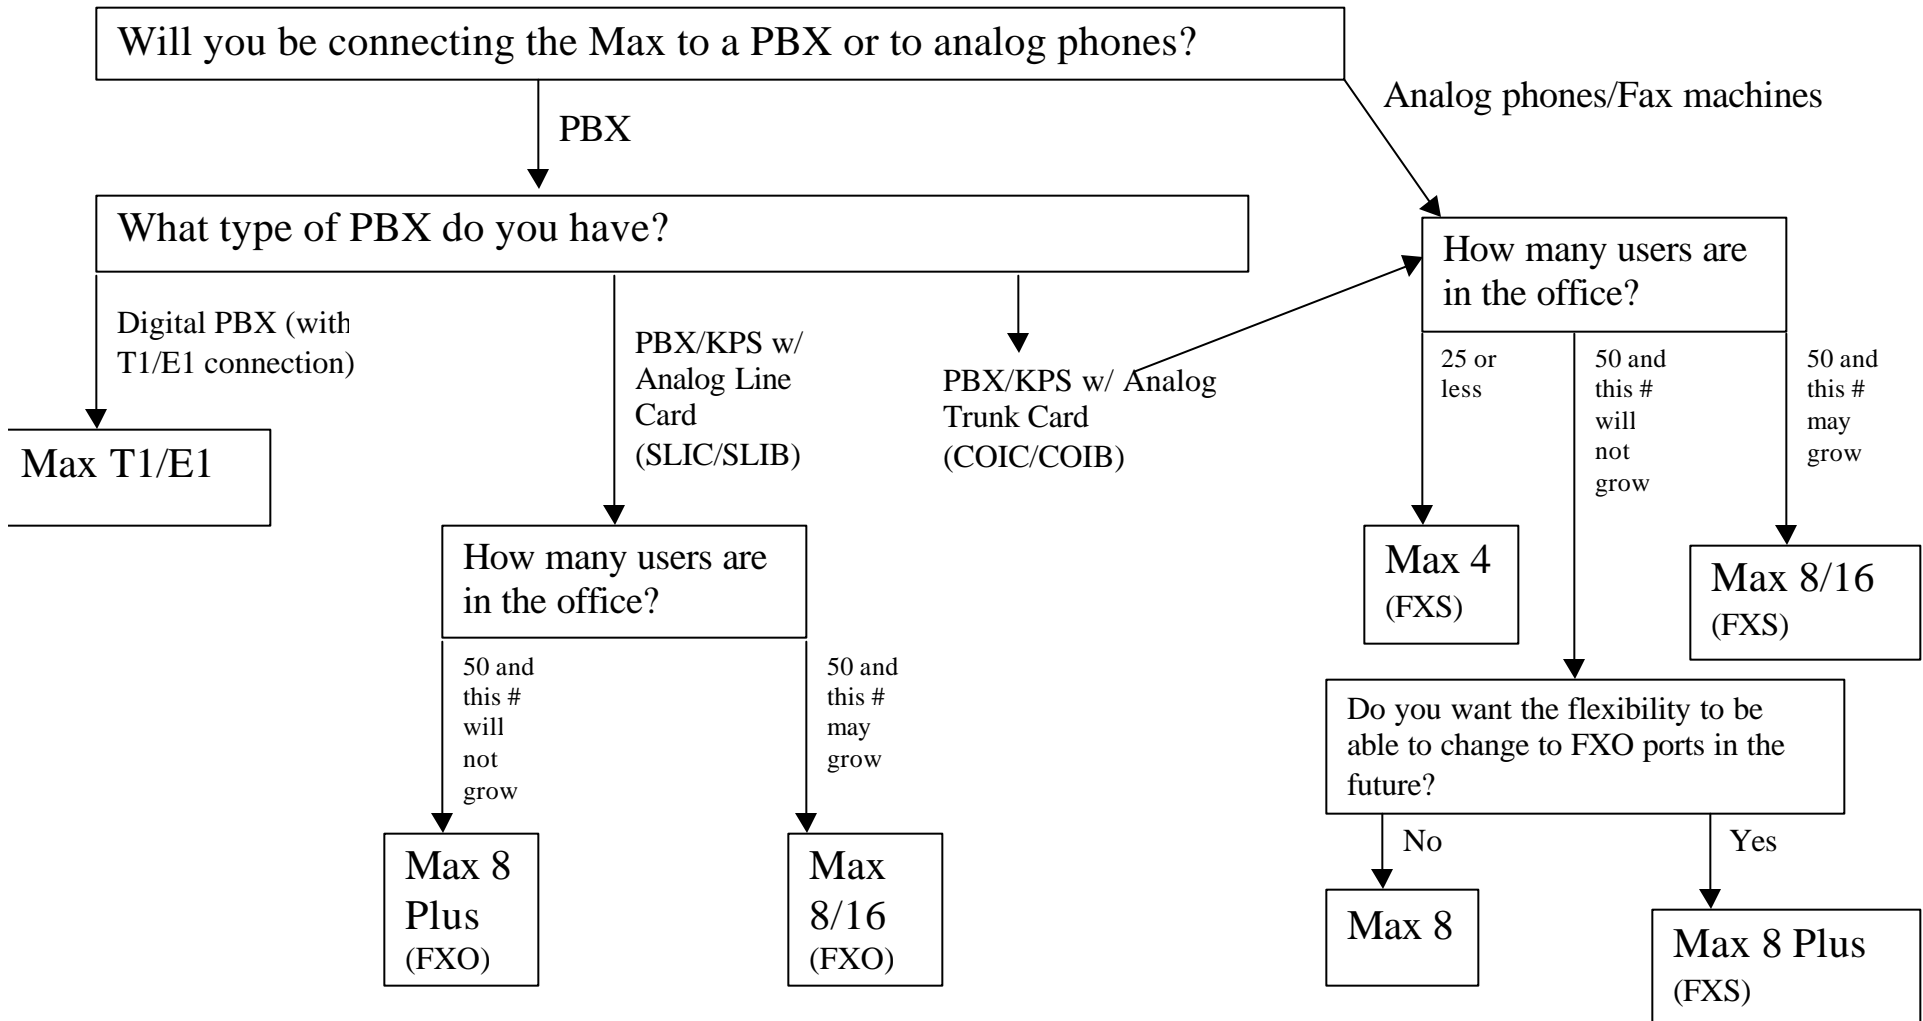 Will you be connecting the Max to a PBX or to analog phones?
Analog phones/Fax machines
PBX
What type of PBX do you have?
How many users are
in the office?
Digital PBX (with
T1/E1 connection)
Max T1/E1
PBX/KPS w/
Analog Line
Card
(SLIC/SLIB)
PBX/KPS w/ Analog
Trunk Card
(COIC/COIB)
25 or
less
50 and
this #
will
not
grow
50 and
this #
may
grow
How many users are
in the office?
Max 4
(FXS)
Max 8/16
(FXS)
50 and
this #
will
not
grow
50 and
this #
may
grow
Do you want the flexibility to be
able to change to FXO ports in the
future?
No
Yes
Max 8
Plus
(FXO)
Max
8/16
(FXO)
Max 8
Max 8 Plus
(FXS)